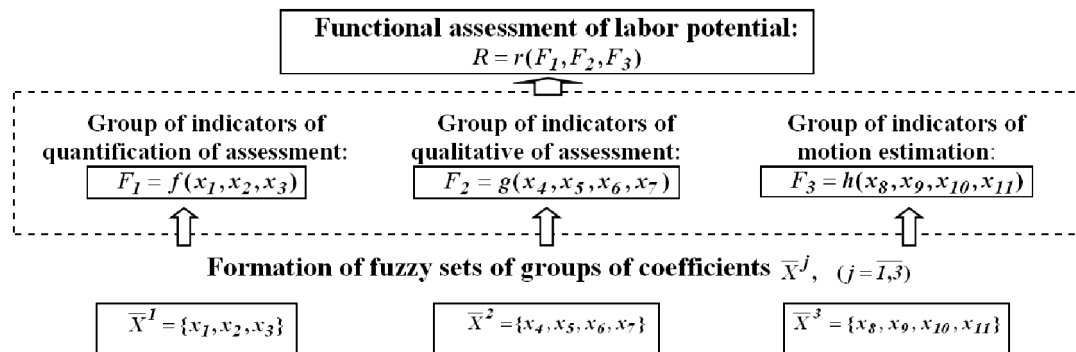 Functional assessment of labor potential:
R = r(F₁, F₂, F₃)
Group of indicators of
quantification of assessment:
F₁ = f(x₁, x₂, x₃)
Group of indicators of
qualitative of assessment:
F₂ = g(x₄, x₅, x₆, x₇)
Group of indicators of
motion estimation:
F₃ = h(x₈, x₉, x₁₀, x₁₁)
Formation of fuzzy sets of groups of coefficients X̅ʲ, (j = 1,3̅)
X̅¹ = {x₁, x₂, x₃}
X̅² = {x₄, x₅, x₆, x₇}
X̅³ = {x₈, x₉, x₁₀, x₁₁}